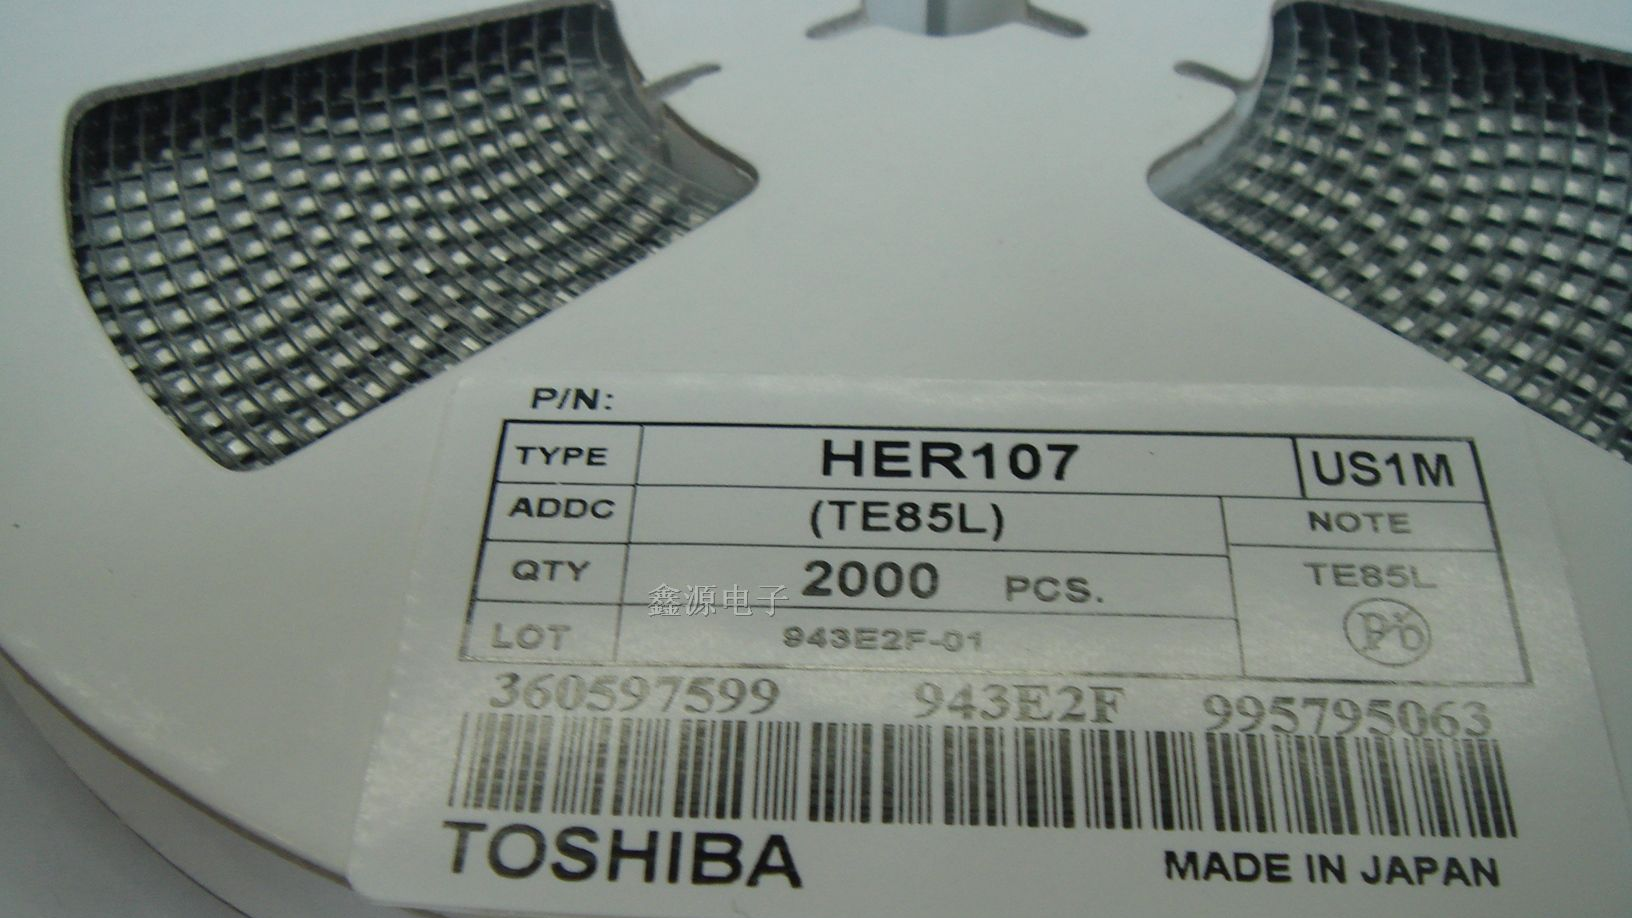 P/N:
TYPE HER107 US1M
ADDC (TE85L) NOTE
QTY 2000 PCS. TE85L
鑫源电子
Pb
LOT 943E2F-01
360597599 943E2F 995795063
TOSHIBA MADE IN JAPAN